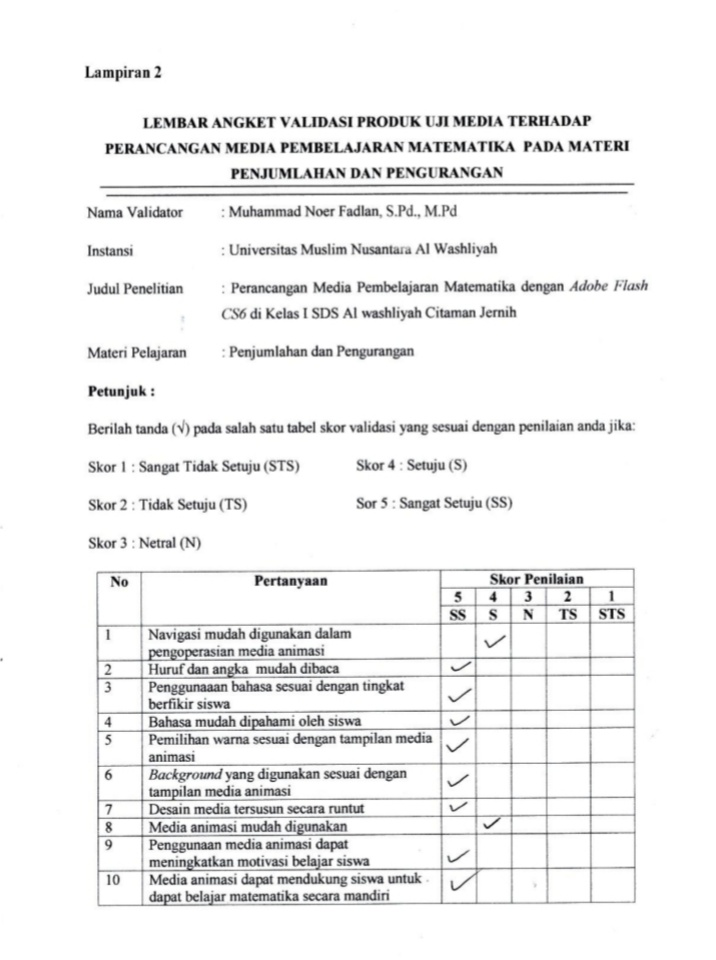 Lampiran 2
LEMBAR ANGKET VALIDASI PRODUK UJI MEDIA TERHADAP
PERANCANGAN MEDIA PEMBELAJARAN MATEMATIKA PADA MATERI
PENJUMLAHAN DAN PENGURANGAN
Nama Validator : Muhammad Noer Fadlan, S.Pd., M.Pd
Instansi : Universitas Muslim Nusantara Al Washliyah
Judul Penelitian : Perancangan Media Pembelajaran Matematika dengan Adobe Flash
CS6 di Kelas I SDS Al washliyah Citaman Jernih
Materi Pelajaran : Penjumlahan dan Pengurangan
Petunjuk :
Berilah tanda (√) pada salah satu tabel skor validasi yang sesuai dengan penilaian anda jika:
Skor 1 : Sangat Tidak Setuju (STS) Skor 4 : Setuju (S)
Skor 2 : Tidak Setuju (TS) Sor 5 : Sangat Setuju (SS)
Skor 3 : Netral (N)
No Pertanyaan Skor Penilaian
5 4 3 2 1
SS S N TS STS
1 Navigasi mudah digunakan dalam
pengoperasian media animasi ✓
2 Huruf dan angka mudah dibaca ✓
3 Penggunaaan bahasa sesuai dengan tingkat
berfikir siswa ✓
4 Bahasa mudah dipahami oleh siswa ✓
5 Pemilihan warna sesuai dengan tampilan media
animasi ✓
6 Background yang digunakan sesuai dengan
tampilan media animasi ✓
7 Desain media tersusun secara runtut ✓
8 Media animasi mudah digunakan ✓
9 Penggunaan media animasi dapat
meningkatkan motivasi belajar siswa ✓
10 Media animasi dapat mendukung siswa untuk
dapat belajar matematika secara mandiri ✓